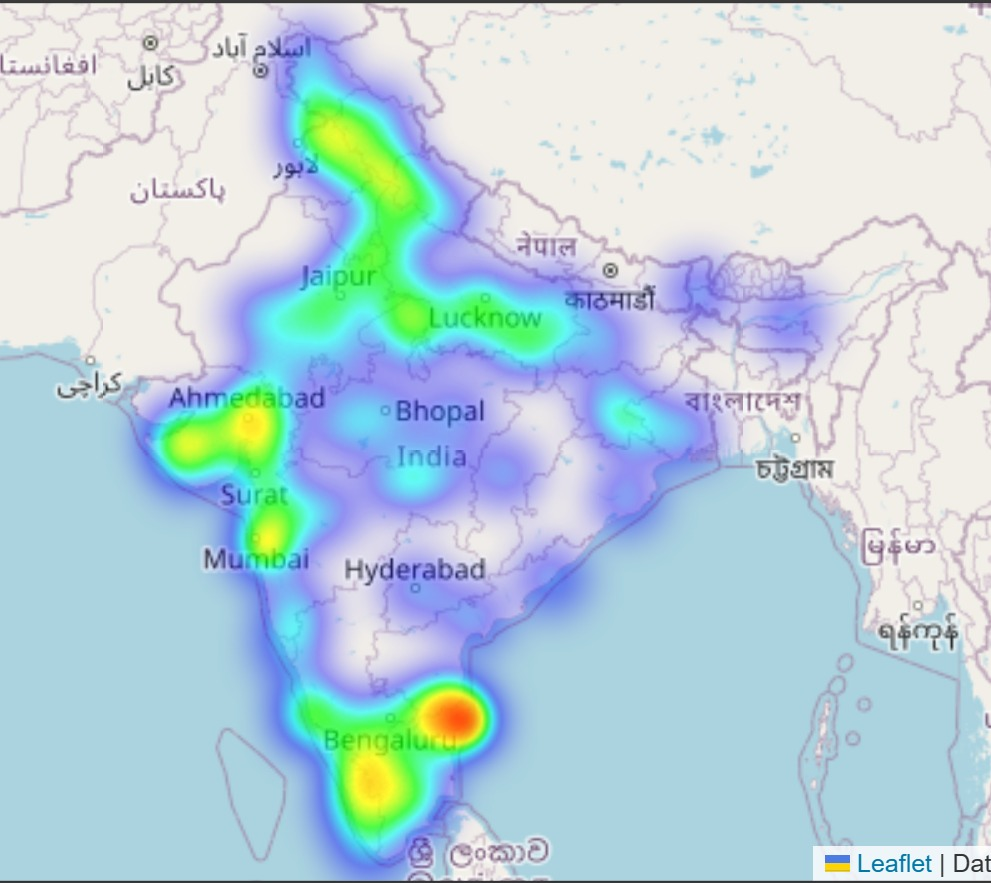 اسلام آباد
افغانستا
کابل
لاہور
پاکستان
नेपाल
Jaipur
काठमाडौँ
Lucknow
کراچی
Ahmedabad
বাংলাদেশ
Bhopal
India
চট্টগ্রাম
Surat
မြန်မာ
Mumbai
Hyderabad
ရန်ကုန်
Bengaluru
ශ්‍රී ලංකාව
Leaflet | Dat